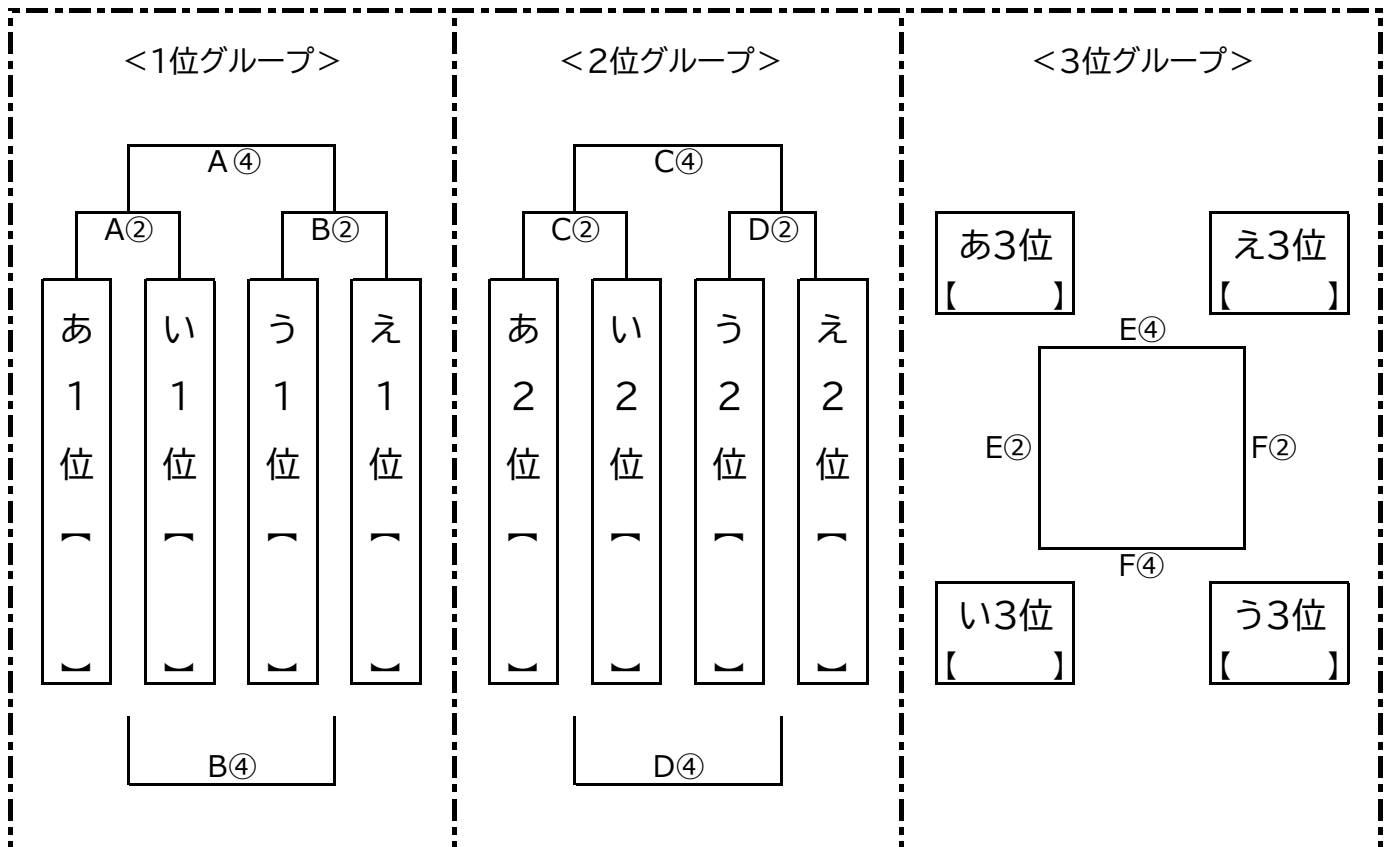 <1位グループ>
A④
A②
B②
あ1位【　　】
い1位【　　】
う1位【　　】
え1位【　　】
B④
<2位グループ>
C④
C②
D②
あ2位【　　】
い2位【　　】
う2位【　　】
え2位【　　】
D④
<3位グループ>
あ3位
【　　】
え3位
【　　】
E④
E②
F②
F④
い3位
【　　】
う3位
【　　】